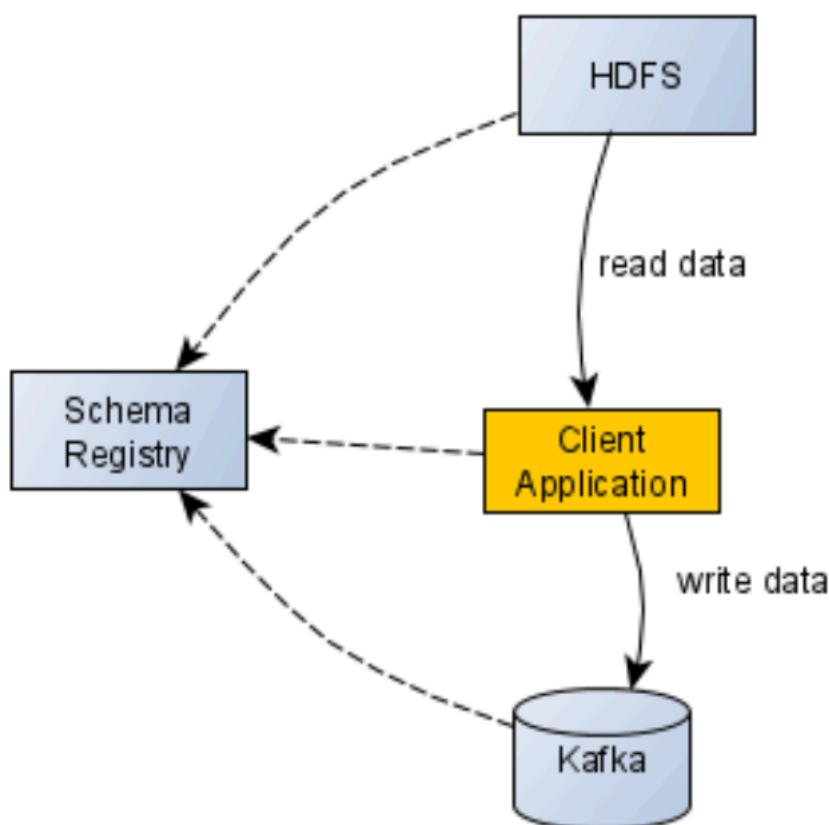 HDFS
read data
Schema
Registry
Client
Application
write data
Kafka